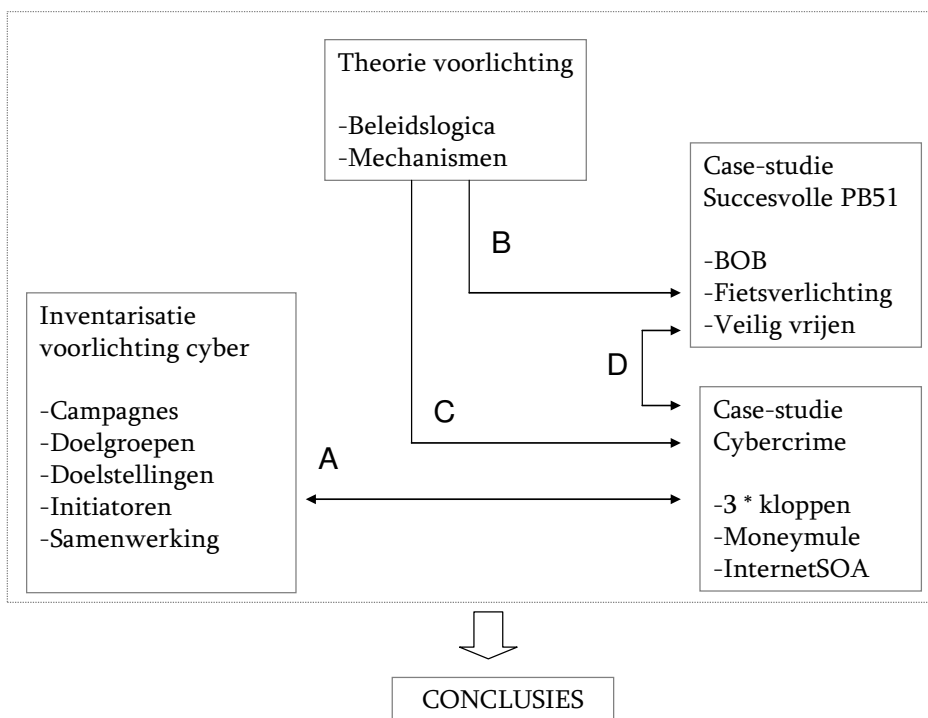 Theorie voorlichting
-Beleidslogica
-Mechanismen
Case-studie
Succesvolle PB51
-BOB
-Fietsverlichting
-Veilig vrijen
B
Inventarisatie
voorlichting cyber
-Campagnes
-Doelgroepen
-Doelstellingen
-Initiatoren
-Samenwerking
D
C
A
Case-studie
Cybercrime
-3 * kloppen
-Moneymule
-InternetSOA
CONCLUSIES